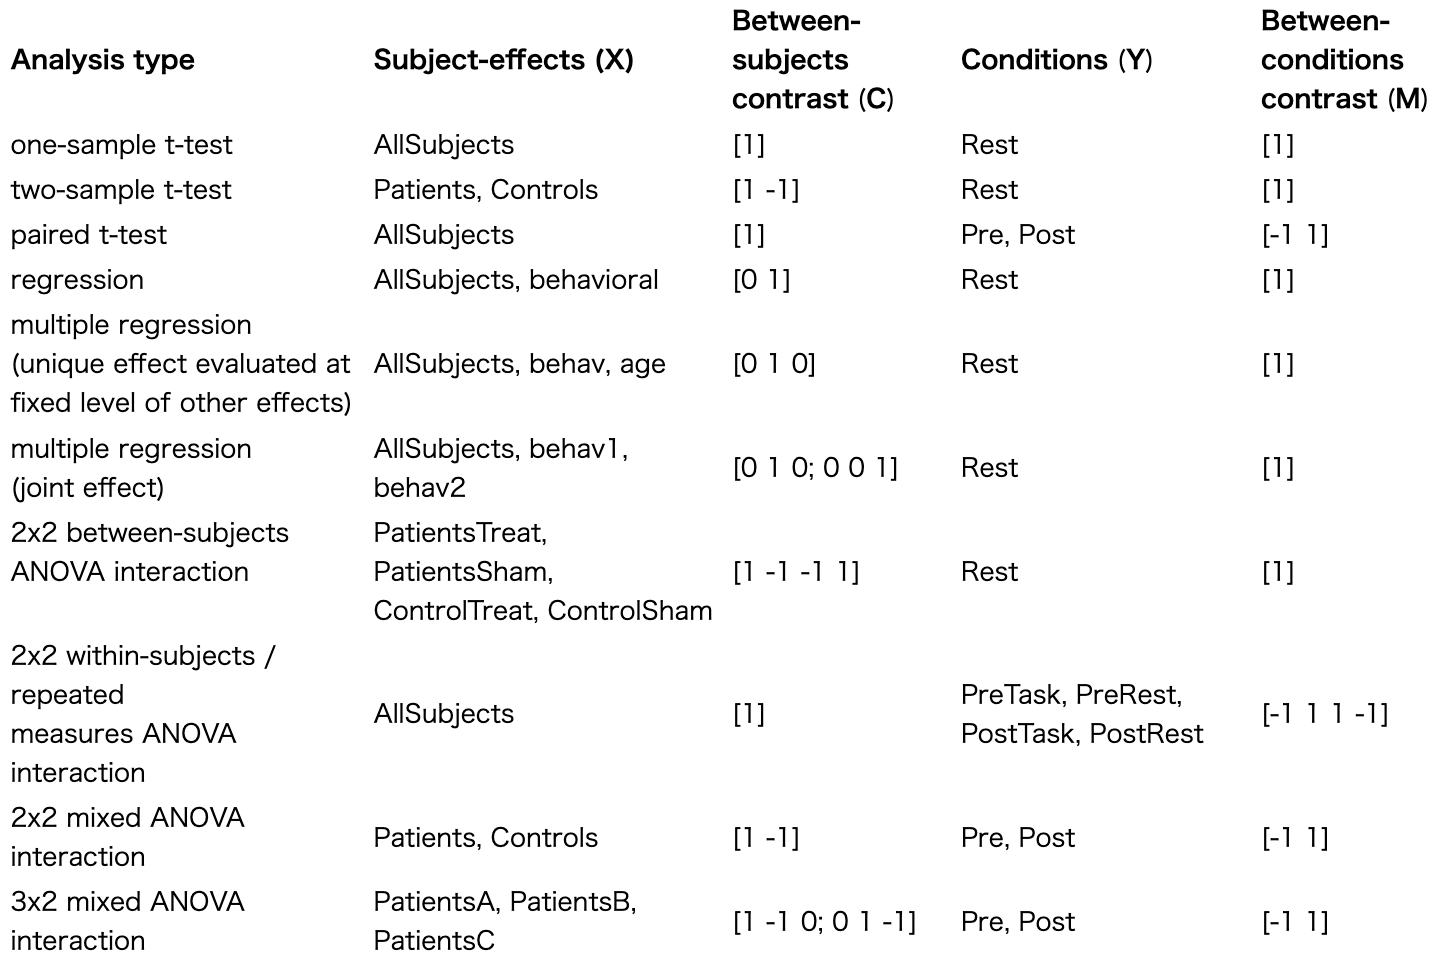 Analysis type Subject-effects (X) Between-subjects contrast (C) Conditions (Y) Between-conditions contrast (M)
one-sample t-test AllSubjects [1] Rest [1]
two-sample t-test Patients, Controls [1 -1] Rest [1]
paired t-test AllSubjects [1] Pre, Post [-1 1]
regression AllSubjects, behavioral [0 1] Rest [1]
multiple regression (unique effect evaluated at fixed level of other effects) AllSubjects, behav, age [0 1 0] Rest [1]
multiple regression (joint effect) AllSubjects, behav1, behav2 [0 1 0; 0 0 1] Rest [1]
2x2 between-subjects ANOVA interaction PatientsTreat, PatientsSham, ControlTreat, ControlSham [1 -1 -1 1] Rest [1]
2x2 within-subjects / repeated measures ANOVA interaction AllSubjects [1] PreTask, PreRest, PostTask, PostRest [-1 1 1 -1]
2x2 mixed ANOVA interaction Patients, Controls [1 -1] Pre, Post [-1 1]
3x2 mixed ANOVA interaction PatientsA, PatientsB, PatientsC [1 -1 0; 0 1 -1] Pre, Post [-1 1]